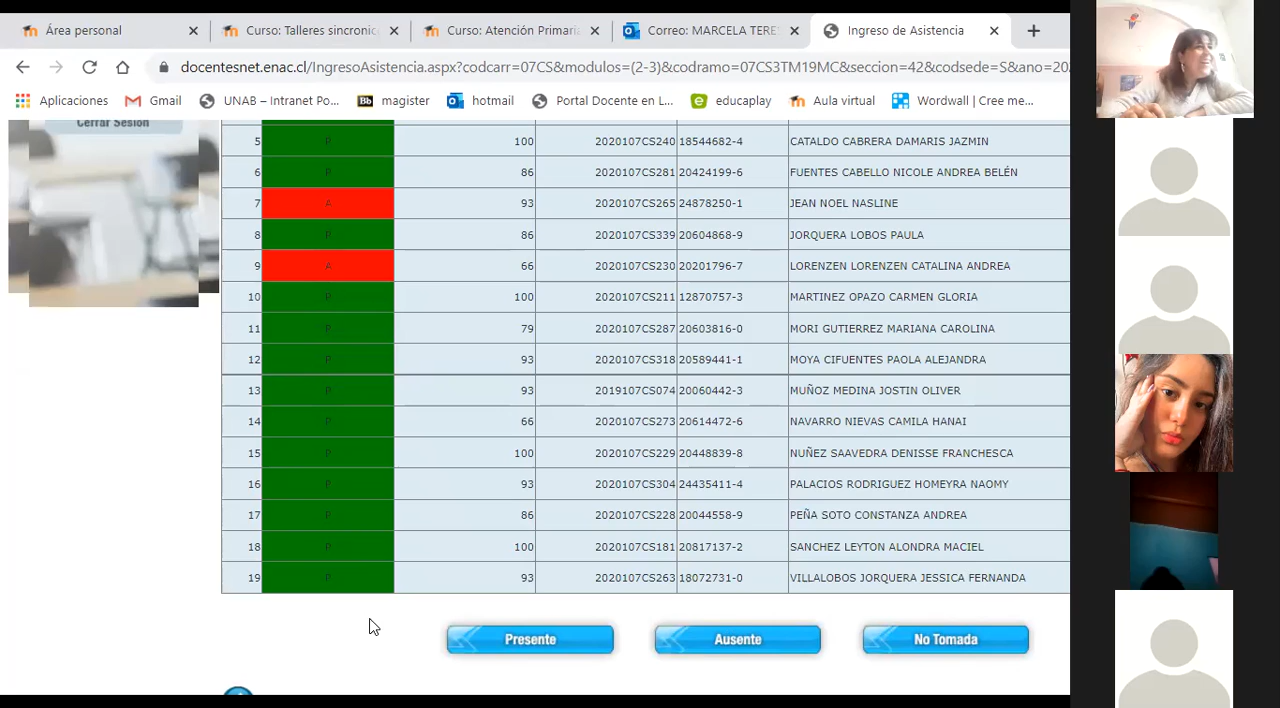 Área personal
Curso: Talleres sincronic
Curso: Atención Primari
Correo: MARCELA TERE
Ingreso de Asistencia
docentesnet.enac.cl/IngresoAsistencia.aspx?codcarr=07CS&modulos=(2-3)&codramo=07CS3TM19MC&seccion=42&codsede=S&ano=202
Aplicaciones
Gmail
UNAB – Intranet Po...
Bb magister
hotmail
Portal Docente en L...
educaplay
Aula virtual
Wordwall | Cree me...
Cerrar Sesión
5 P 100 2020107CS240 18544682-4 CATALDO CABRERA DAMARIS JAZMIN
6 P 86 2020107CS281 20424199-6 FUENTES CABELLO NICOLE ANDREA BELÉN
7 A 93 2020107CS265 24878250-1 JEAN NOEL NASLINE
8 P 86 2020107CS339 20604868-9 JORQUERA LOBOS PAULA
9 A 66 2020107CS230 20201796-7 LORENZEN LORENZEN CATALINA ANDREA
10 P 100 2020107CS211 12870757-3 MARTINEZ OPAZO CARMEN GLORIA
11 P 79 2020107CS287 20603816-0 MORI GUTIERREZ MARIANA CAROLINA
12 P 93 2020107CS318 20589441-1 MOYA CIFUENTES PAOLA ALEJANDRA
13 P 93 2019107CS074 20060442-3 MUÑOZ MEDINA JOSTIN OLIVER
14 P 66 2020107CS273 20614472-6 NAVARRO NIEVAS CAMILA HANAI
15 P 100 2020107CS229 20448839-8 NUÑEZ SAAVEDRA DENISSE FRANCHESCA
16 P 93 2020107CS304 24435411-4 PALACIOS RODRIGUEZ HOMEYRA NAOMY
17 P 86 2020107CS228 20044558-9 PEÑA SOTO CONSTANZA ANDREA
18 P 100 2020107CS181 20817137-2 SANCHEZ LEYTON ALONDRA MACIEL
19 P 93 2020107CS263 18072731-0 VILLALOBOS JORQUERA JESSICA FERNANDA
Presente
Ausente
No Tomada